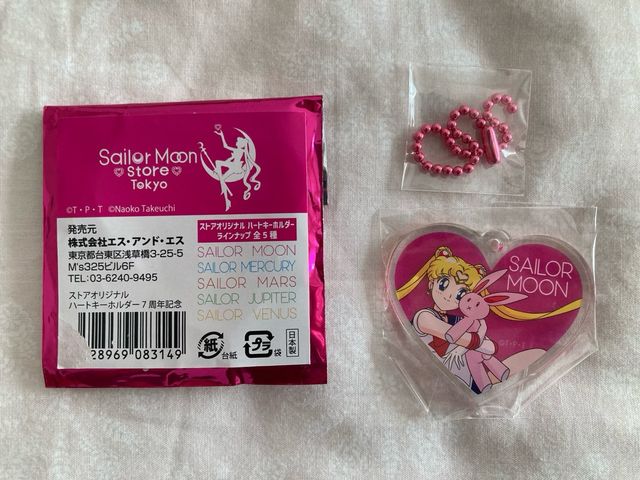 Sailor Moon
Store
Tokyo
©T・P・T ©Naoko Takeuchi
発売元
株式会社エス・アンド・エス
東京都台東区浅草橋3-25-5
M's325ビル6F
TEL:03-6240-9495
ストアオリジナル
ハートキーホルダー7周年記念
28969 083149
ストアオリジナル ハートキーホルダー
ラインナップ 全5種
SAILOR MOON
SAILOR MERCURY
SAILOR MARS
SAILOR JUPITER
SAILOR VENUS
紙
台紙
プラ
袋
日本製
SAILOR
MOON
©T・P・T